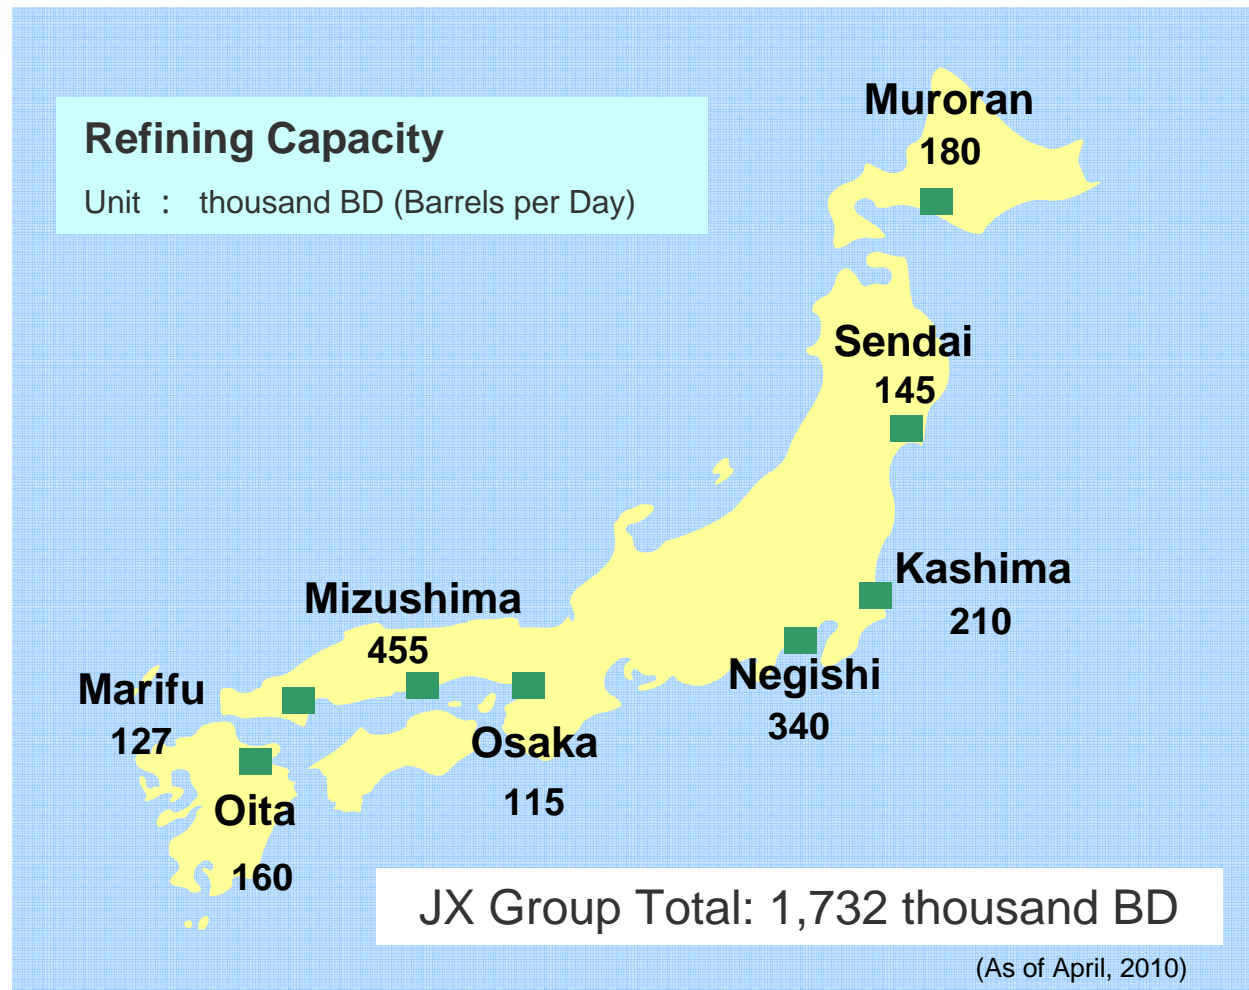 Refining Capacity
Unit : thousand BD (Barrels per Day)
Muroran
180
Sendai
145
Kashima
210
Negishi
340
Mizushima
455
Osaka
115
Marifu
127
Oita
160
JX Group Total: 1,732 thousand BD
(As of April, 2010)